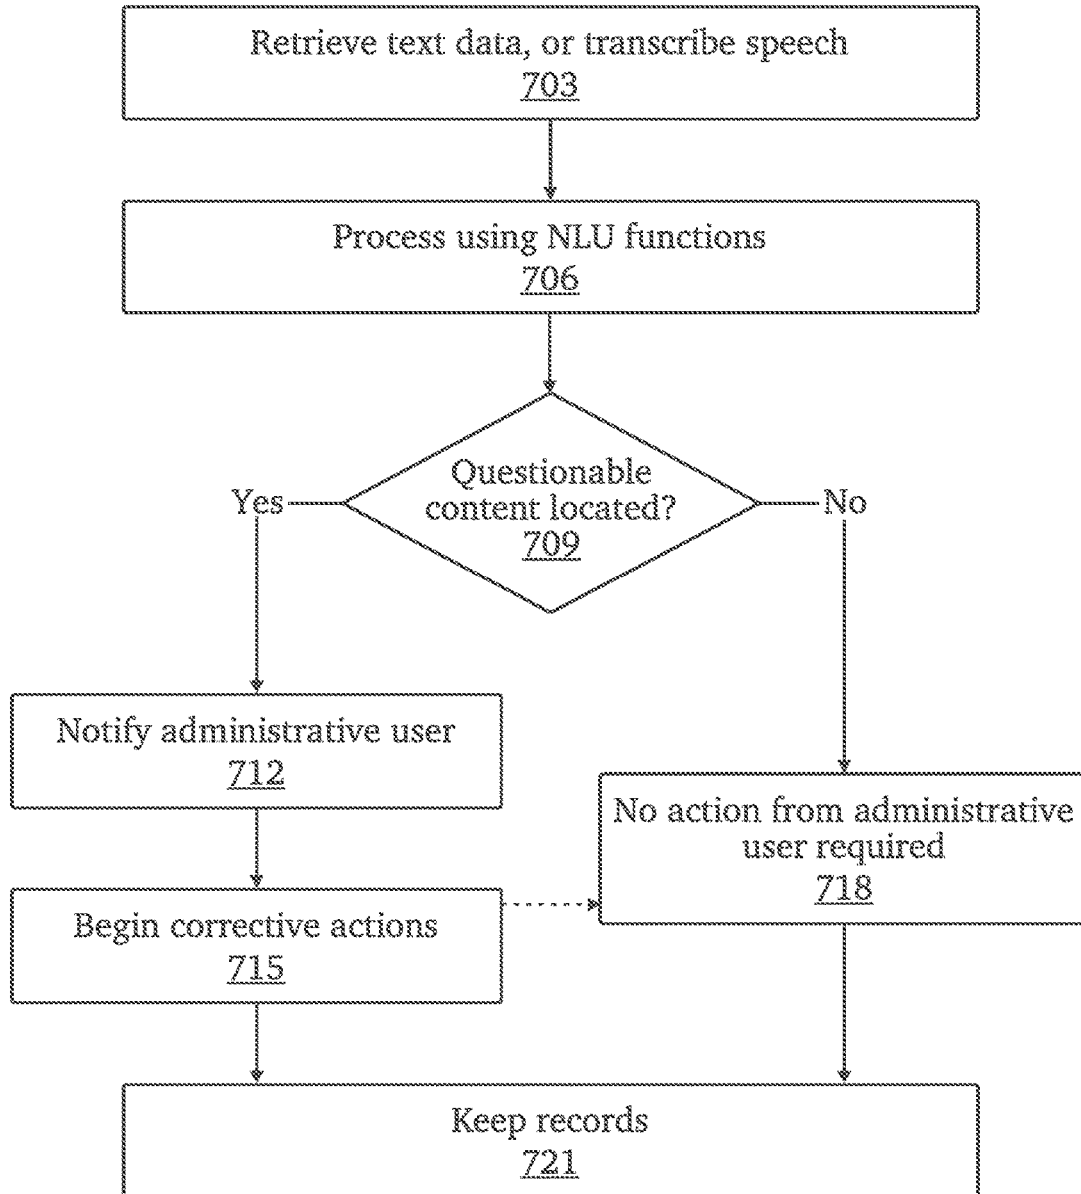 Retrieve text data, or transcribe speech
703
Process using NLU functions
706
Questionable
content located?
709
Yes
No
Notify administrative user
712
No action from administrative
user required
718
Begin corrective actions
715
Keep records
721